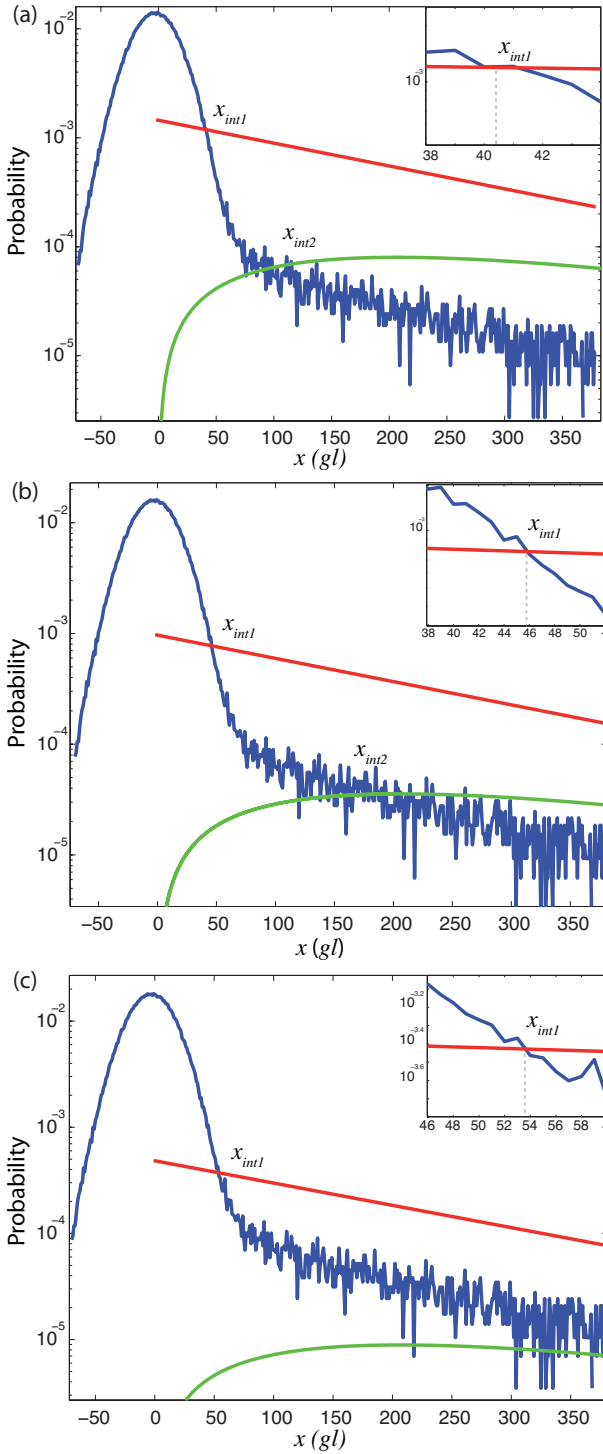 (a)
10⁻²
10⁻³
10⁻⁴
10⁻⁵
Probability
x_int1
x_int2
−50 0 50 100 150 200 250 300 350
x (gl)
x_int1
10⁻³
38 40 42
(b)
10⁻²
10⁻³
10⁻⁴
10⁻⁵
Probability
x_int1
x_int2
−50 0 50 100 150 200 250 300 350
x (gl)
x_int1
10⁻³
38 40 42 44 46 48 50
(c)
10⁻²
10⁻³
10⁻⁴
10⁻⁵
Probability
x_int1
−50 0 50 100 150 200 250 300 350
x (gl)
x_int1
10⁻³·²
10⁻³·⁴
10⁻³·⁶
46 48 50 52 54 56 58